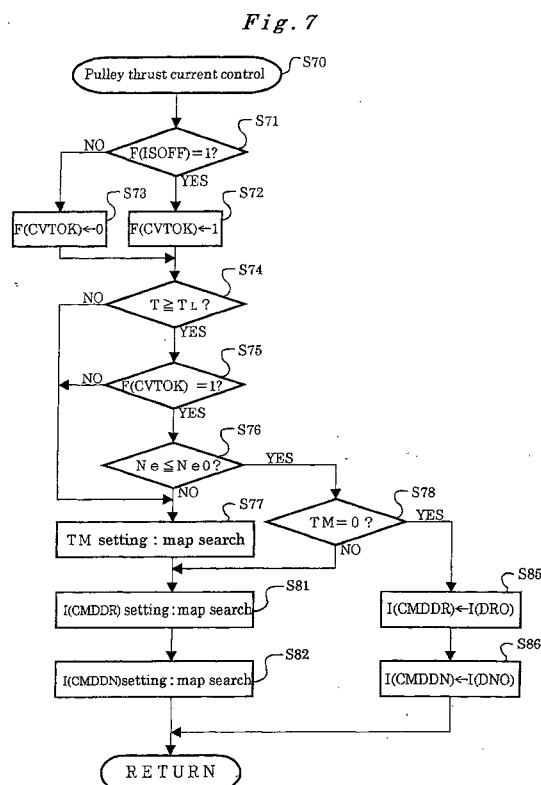 Fig. 7
Pulley thrust current control
S70
F(ISOFF)=1?
S71
NO
YES
S73
S72
F(CVTOK)←0
F(CVTOK)←1
S74
T≧TL?
NO
YES
S75
F(CVTOK) =1?
NO
YES
S76
Ne≦Ne0?
YES
NO
S77
S78
TM setting : map search
TM=0?
YES
NO
S81
S85
I(CMDDR) setting : map search
I(CMDDR)←I(DRO)
S82
S86
I(CMDDN)setting : map search
I(CMDDN)←I(DNO)
RETURN